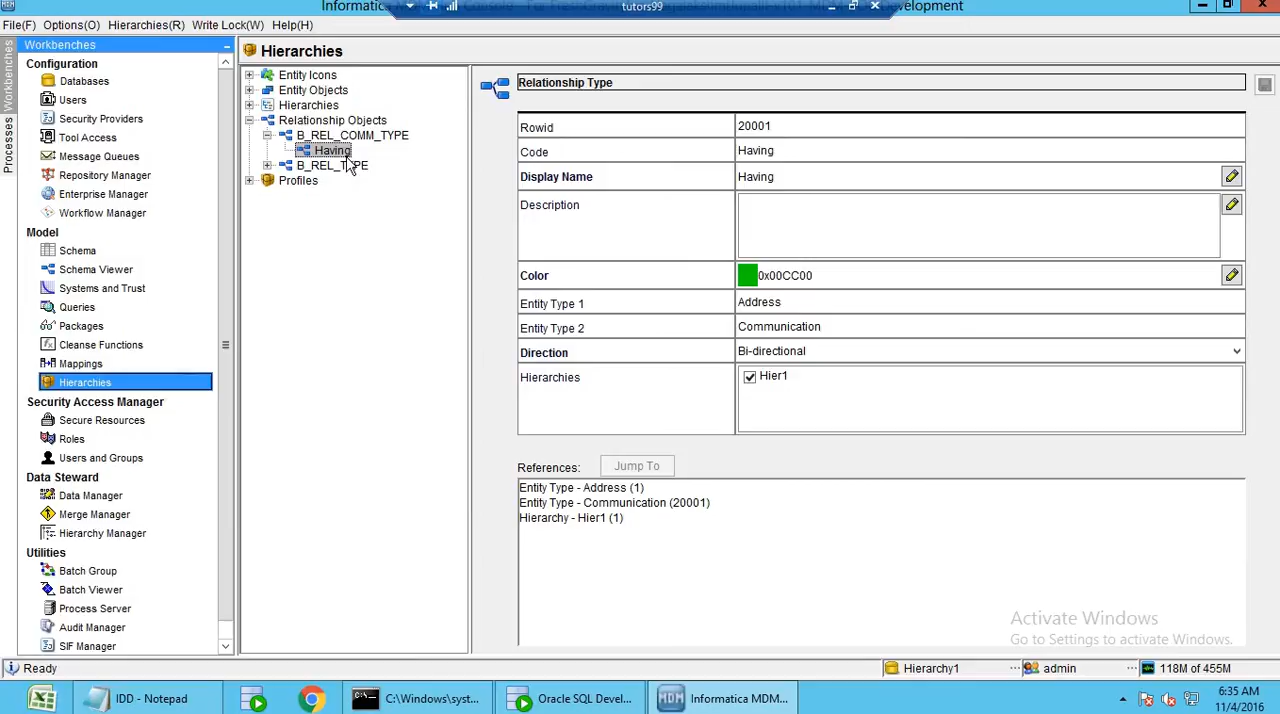 Informatica
tutors99
Development
File(F) Options(O) Hierarchies(R) Write Lock(W) Help(H)
Workbenches
Processes
Workbenches
Configuration
Databases
Users
Security Providers
Tool Access
Message Queues
Repository Manager
Enterprise Manager
Workflow Manager
Model
Schema
Schema Viewer
Systems and Trust
Queries
Packages
Cleanse Functions
Mappings
Hierarchies
Security Access Manager
Secure Resources
Roles
Users and Groups
Data Steward
Data Manager
Merge Manager
Hierarchy Manager
Utilities
Batch Group
Batch Viewer
Process Server
Audit Manager
SIF Manager
Hierarchies
Entity Icons
Entity Objects
Hierarchies
Relationship Objects
B_REL_COMM_TYPE
Having
B_REL_TYPE
Profiles
Relationship Type
Rowid 20001
Code Having
Display Name Having
Description
Color 0x00CC00
Entity Type 1 Address
Entity Type 2 Communication
Direction Bi-directional
Hierarchies Hier1
References: Jump To
Entity Type - Address (1)
Entity Type - Communication (20001)
Hierarchy - Hier1 (1)
Activate Windows
Go to Settings to activate Windows.
Ready
Hierarchy1 ... admin ... 118M of 455M
IDD - Notepad
C:\Windows\syst...
Oracle SQL Devel...
MDM Informatica MDM...
6:35 AM
11/4/2016